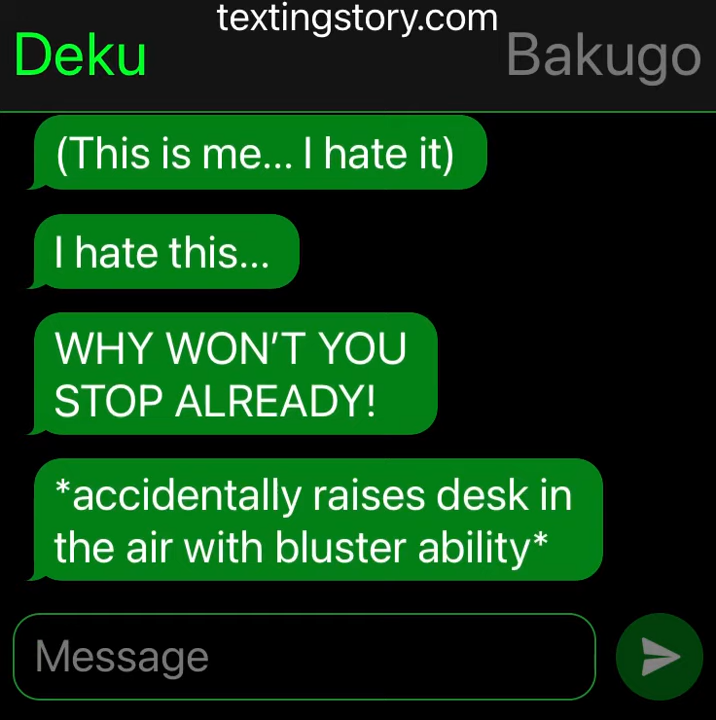 textingstory.com
Deku
Bakugo
(This is me... I hate it)
I hate this...
WHY WON'T YOU
STOP ALREADY!
*accidentally raises desk in
the air with bluster ability*
Message